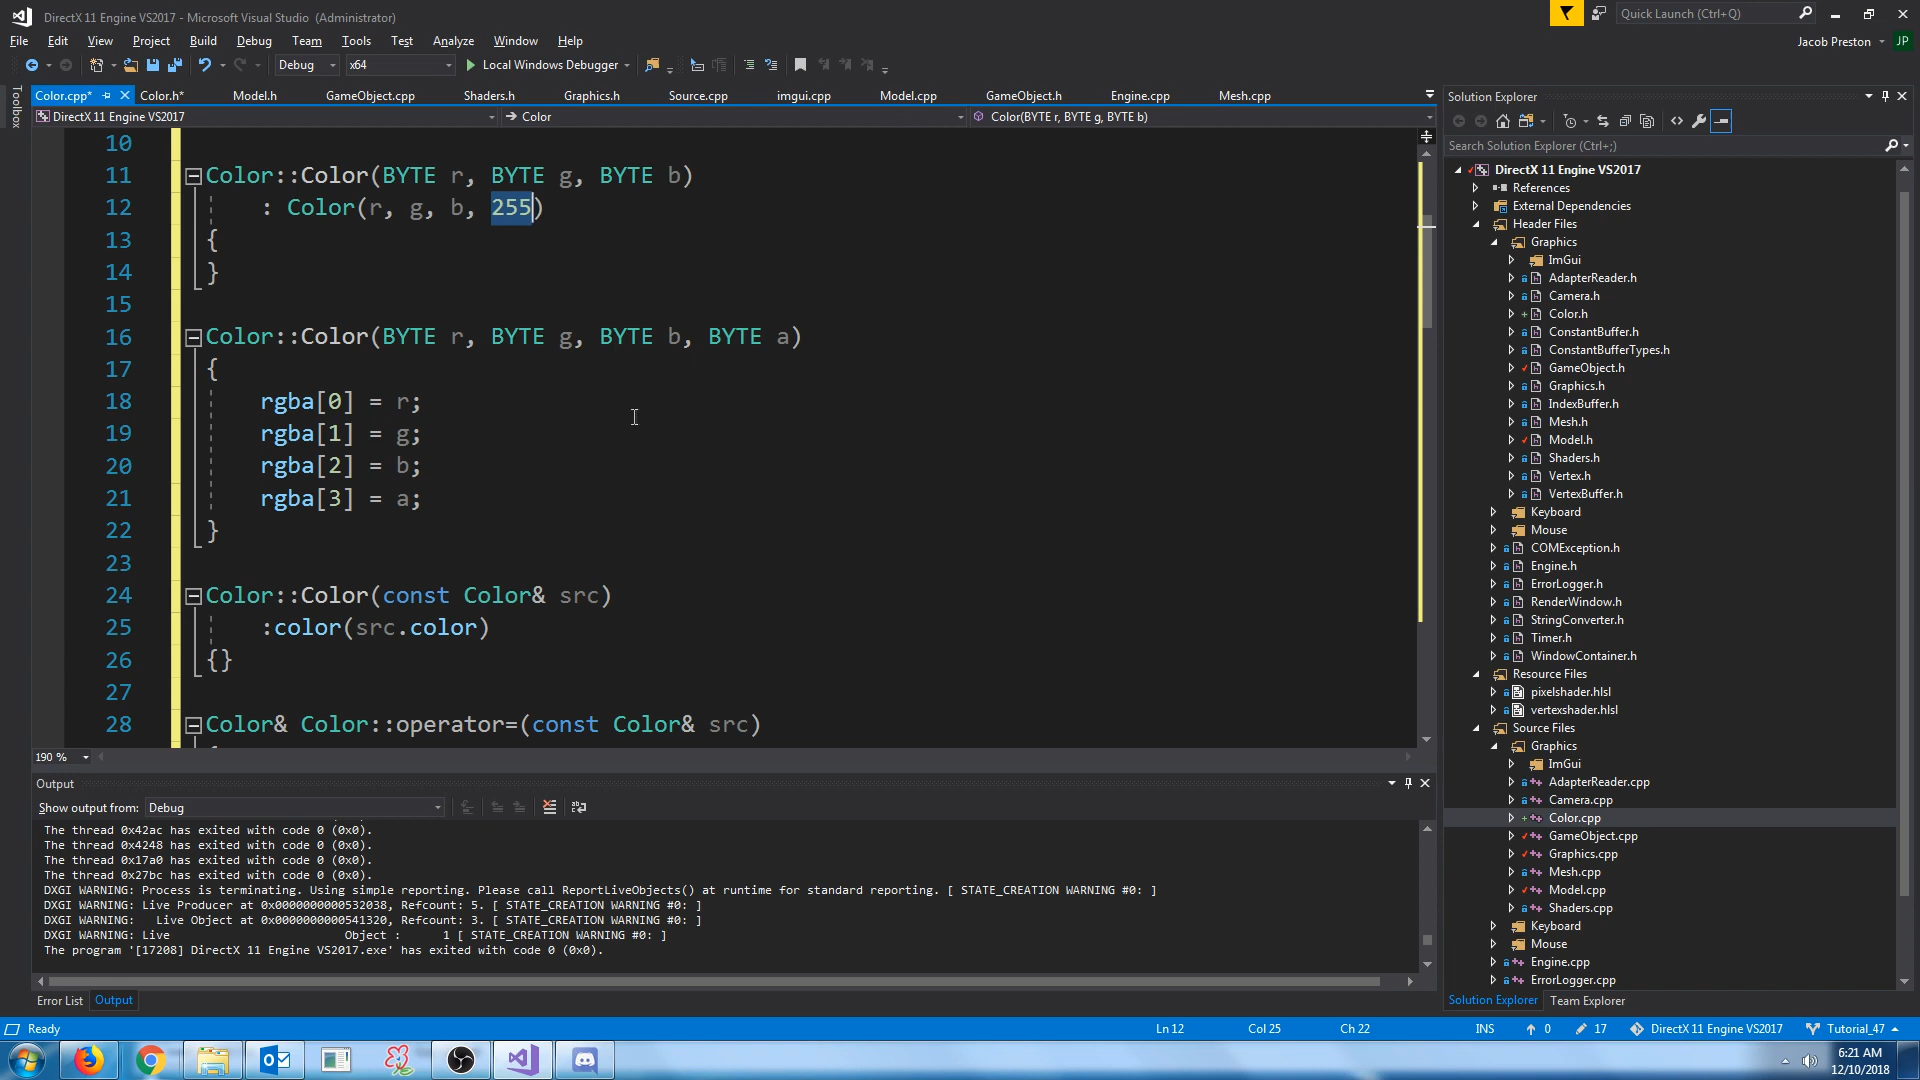 DirectX 11 Engine VS2017 - Microsoft Visual Studio (Administrator)
Quick Launch (Ctrl+Q)
File Edit View Project Build Debug Team Tools Test Analyze Window Help
Jacob Preston
JP
Debug x64 Local Windows Debugger
Toolbox
Color.cpp* Color.h* Model.h GameObject.cpp Shaders.h Graphics.h Source.cpp imgui.cpp Model.cpp GameObject.h Engine.cpp Mesh.cpp
DirectX 11 Engine VS2017 Color Color(BYTE r, BYTE g, BYTE b)
10
11 Color::Color(BYTE r, BYTE g, BYTE b)
12 : Color(r, g, b, 255)
13 {
14 }
15
16 Color::Color(BYTE r, BYTE g, BYTE b, BYTE a)
17 {
18 rgba[0] = r;
19 rgba[1] = g;
20 rgba[2] = b;
21 rgba[3] = a;
22 }
23
24 Color::Color(const Color& src)
25 :color(src.color)
26 {}
27
28 Color& Color::operator=(const Color& src)
190 %
Output
Show output from: Debug
The thread 0x42ac has exited with code 0 (0x0).
The thread 0x4248 has exited with code 0 (0x0).
The thread 0x17a0 has exited with code 0 (0x0).
The thread 0x27bc has exited with code 0 (0x0).
DXGI WARNING: Process is terminating. Using simple reporting. Please call ReportLiveObjects() at runtime for standard reporting. [ STATE_CREATION WARNING #0: ]
DXGI WARNING: Live Producer at 0x0000000000532038, Refcount: 5. [ STATE_CREATION WARNING #0: ]
DXGI WARNING: Live Object at 0x0000000000541320, Refcount: 3. [ STATE_CREATION WARNING #0: ]
DXGI WARNING: Live Object : 1 [ STATE_CREATION WARNING #0: ]
The program '[17208] DirectX 11 Engine VS2017.exe' has exited with code 0 (0x0).
Error List Output
Solution Explorer
Search Solution Explorer (Ctrl+;)
DirectX 11 Engine VS2017
References
External Dependencies
Header Files
Graphics
ImGui
AdapterReader.h
Camera.h
Color.h
ConstantBuffer.h
ConstantBufferTypes.h
GameObject.h
Graphics.h
IndexBuffer.h
Mesh.h
Model.h
Shaders.h
Vertex.h
VertexBuffer.h
Keyboard
Mouse
COMException.h
Engine.h
ErrorLogger.h
RenderWindow.h
StringConverter.h
Timer.h
WindowContainer.h
Resource Files
pixelshader.hlsl
vertexshader.hlsl
Source Files
Graphics
ImGui
AdapterReader.cpp
Camera.cpp
Color.cpp
GameObject.cpp
Graphics.cpp
Mesh.cpp
Model.cpp
Shaders.cpp
Keyboard
Mouse
Engine.cpp
ErrorLogger.cpp
Solution Explorer Team Explorer
Ready Ln 12 Col 25 Ch 22 INS 0 17 DirectX 11 Engine VS2017 Tutorial_47
6:21 AM
12/10/2018